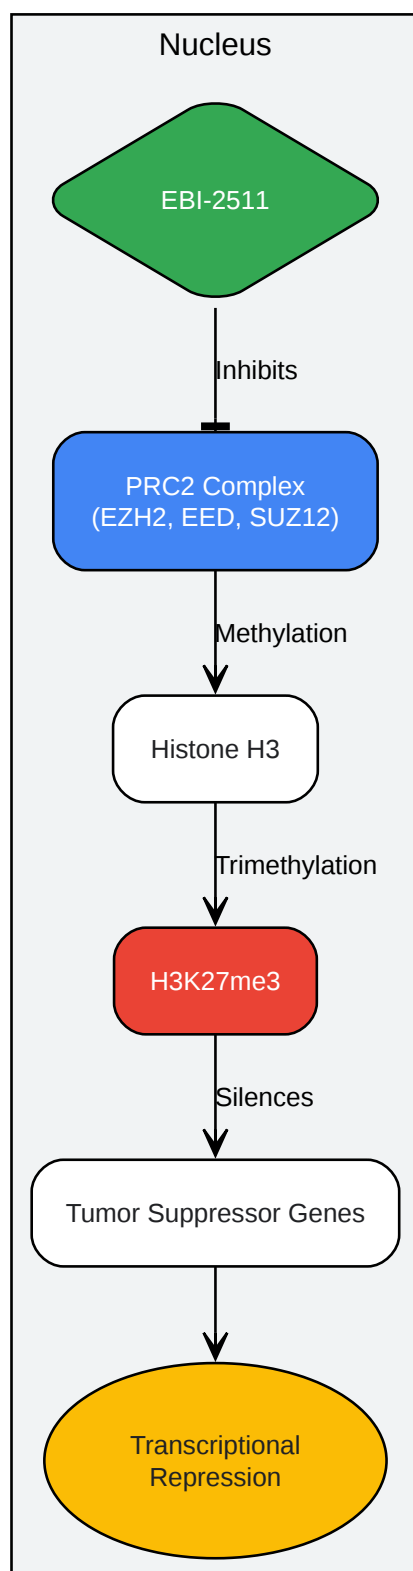 Nucleus
EBI-2511
Inhibits
PRC2 Complex
(EZH2, EED, SUZ12)
Methylation
Histone H3
Trimethylation
H3K27me3
Silences
Tumor Suppressor Genes
Transcriptional
Repression